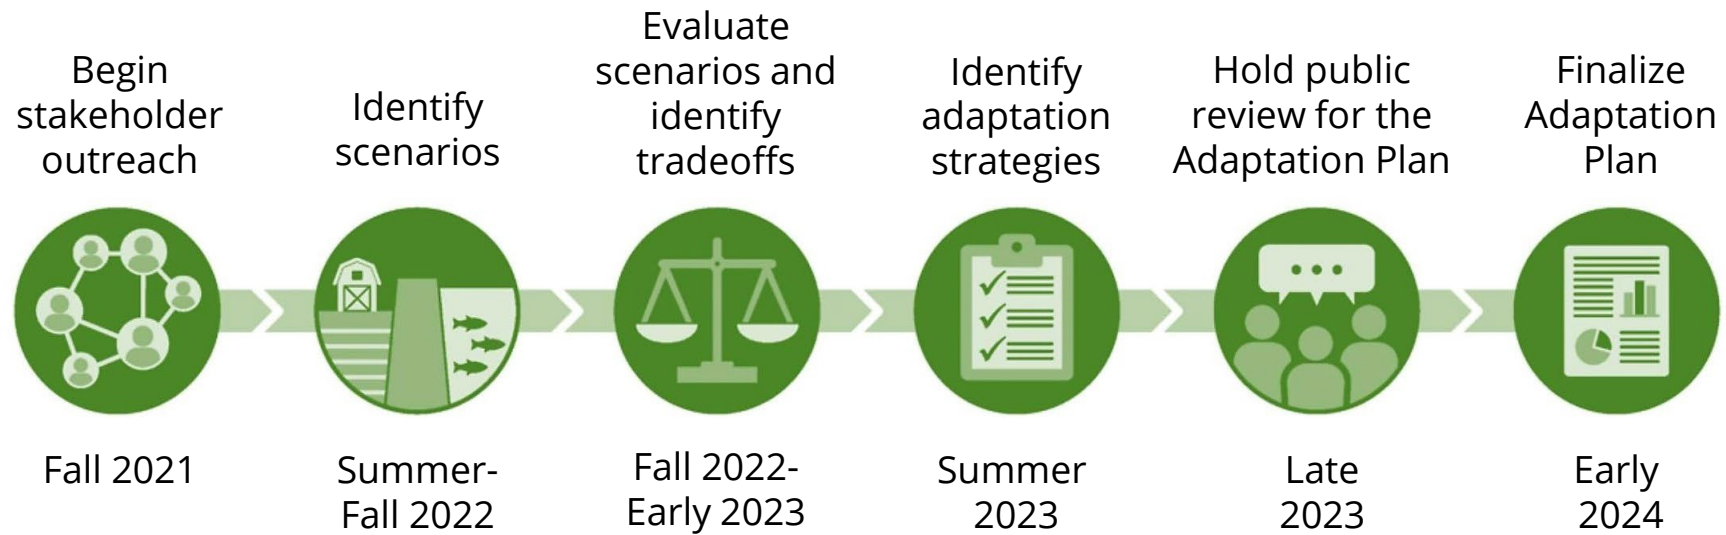 Begin
stakeholder
outreach
Identify
scenarios
Evaluate
scenarios and
identify
tradeoffs
Identify
adaptation
strategies
Hold public
review for the
Adaptation Plan
Finalize
Adaptation
Plan
Fall 2021
Summer-
Fall 2022
Fall 2022-
Early 2023
Summer
2023
Late
2023
Early
2024